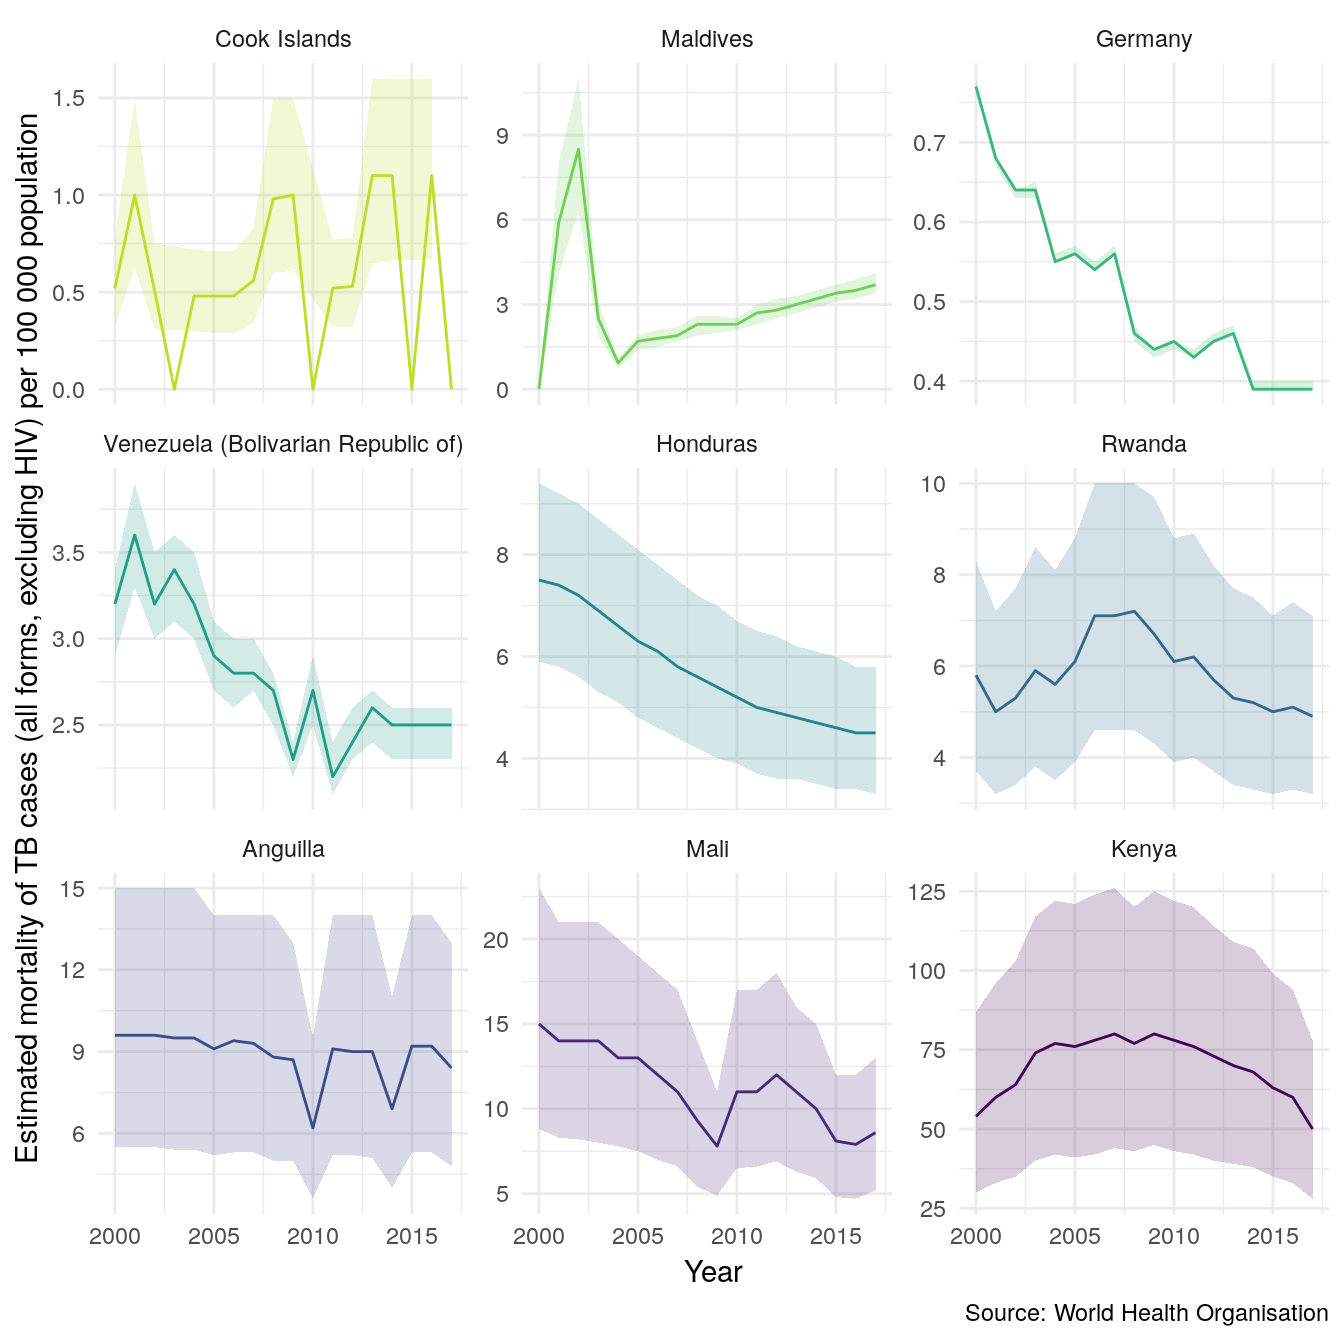 Estimated mortality of TB cases (all forms, excluding HIV) per 100 000 population
Cook Islands
1.5
1.0
0.5
0.0
Maldives
9
6
3
0
Germany
0.7
0.6
0.5
0.4
Venezuela (Bolivarian Republic of)
3.5
3.0
2.5
Honduras
8
6
4
Rwanda
10
8
6
4
Anguilla
15
12
9
6
2000 2005 2010 2015
Mali
20
15
10
5
2000 2005 2010 2015
Kenya
125
100
75
50
25
2000 2005 2010 2015
Year
Source: World Health Organisation